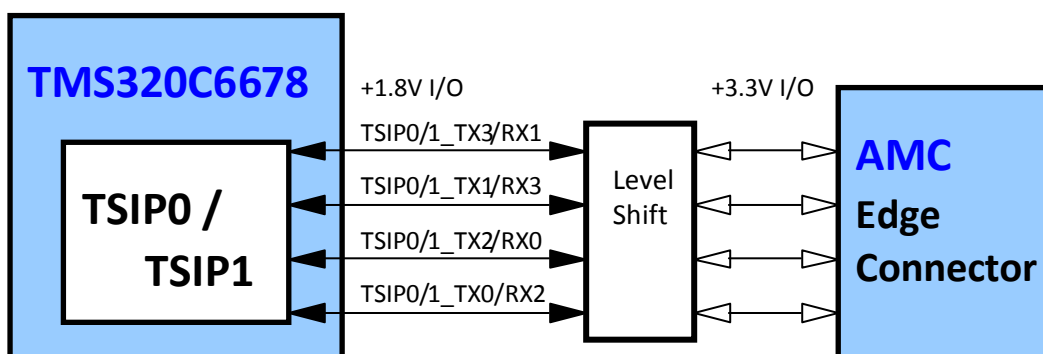 TMS320C6678
+1.8V I/O
+3.3V I/O
TSIP0/1_TX3/RX1
TSIP0/1_TX1/RX3
TSIP0/1_TX2/RX0
TSIP0/1_TX0/RX2
TSIP0 /
TSIP1
Level
Shift
AMC
Edge
Connector